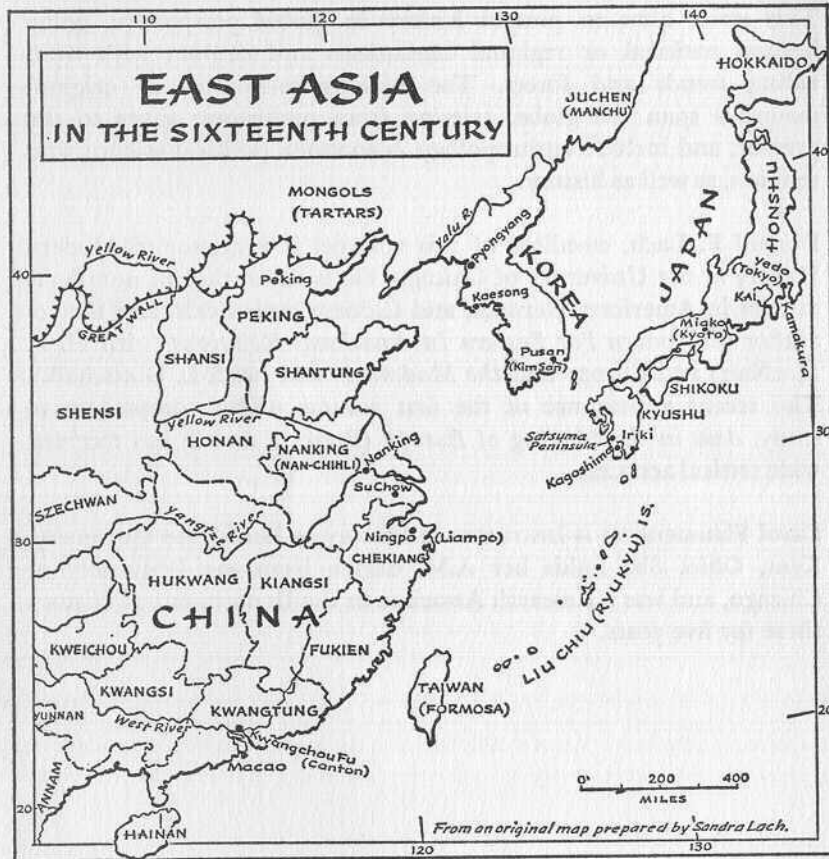 110
120
130
140
EAST ASIA
IN THE SIXTEENTH CENTURY
HOKKAIDO
JUCHEN
(MANCHU)
40
MONGOLS
(TARTARS)
Yalu R.
Pyongyang
KOREA
JAPAN
HONSHU
Yellow River
40
Peking
GREAT WALL
PEKING
Kaesong
Yedo
(Tokyo)
KAI
Kamakura
Miako
(Kyoto)
SHANSI
SHANTUNG
Pusan
(Kimsan)
SHIKOKU
SHENSI
Yellow River
HONAN
NANKING
(NAN-CHIHLI)
Nanking
KYUSHU
Satsuma
Peninsula
Iriki
Kagoshima
30
SuChow
SZECHWAN
Yangtze River
30
Ningpo (Liampo)
CHEKIANG
HUKWANG
KIANGSI
CHINA
LIU CH'IU (RYUKYU) IS.
KWEICHOU
FUKIEN
KWANGSI
TAIWAN
(FORMOSA)
KWANGTUNG
YUNNAN
West River
20
Kwangchou Fu
(Canton)
Macao
ANNAM
0 200 400
MILES
20
HAINAN
From an original map prepared by Sandra Lach.
120
130